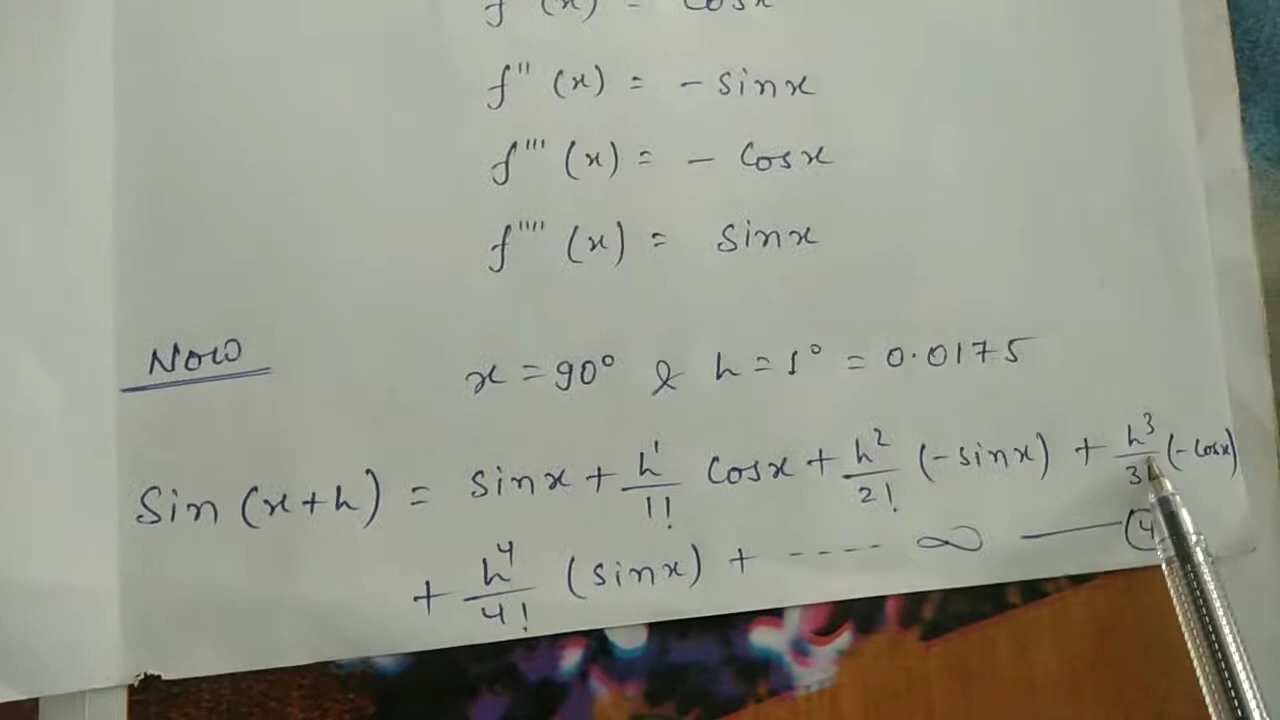 f'(x) = cosx
f''(x) = - sinx
f'''(x) = - cosx
f''''(x) = sinx
Now
x = 90° & h = 1° = 0.0175
Sin (x+h) = sinx + h¹/1! cosx + h²/2! (-sinx) + h³/3! (-cosx)
+ h⁴/4! (sinx) + ---- ∞ —— (4)